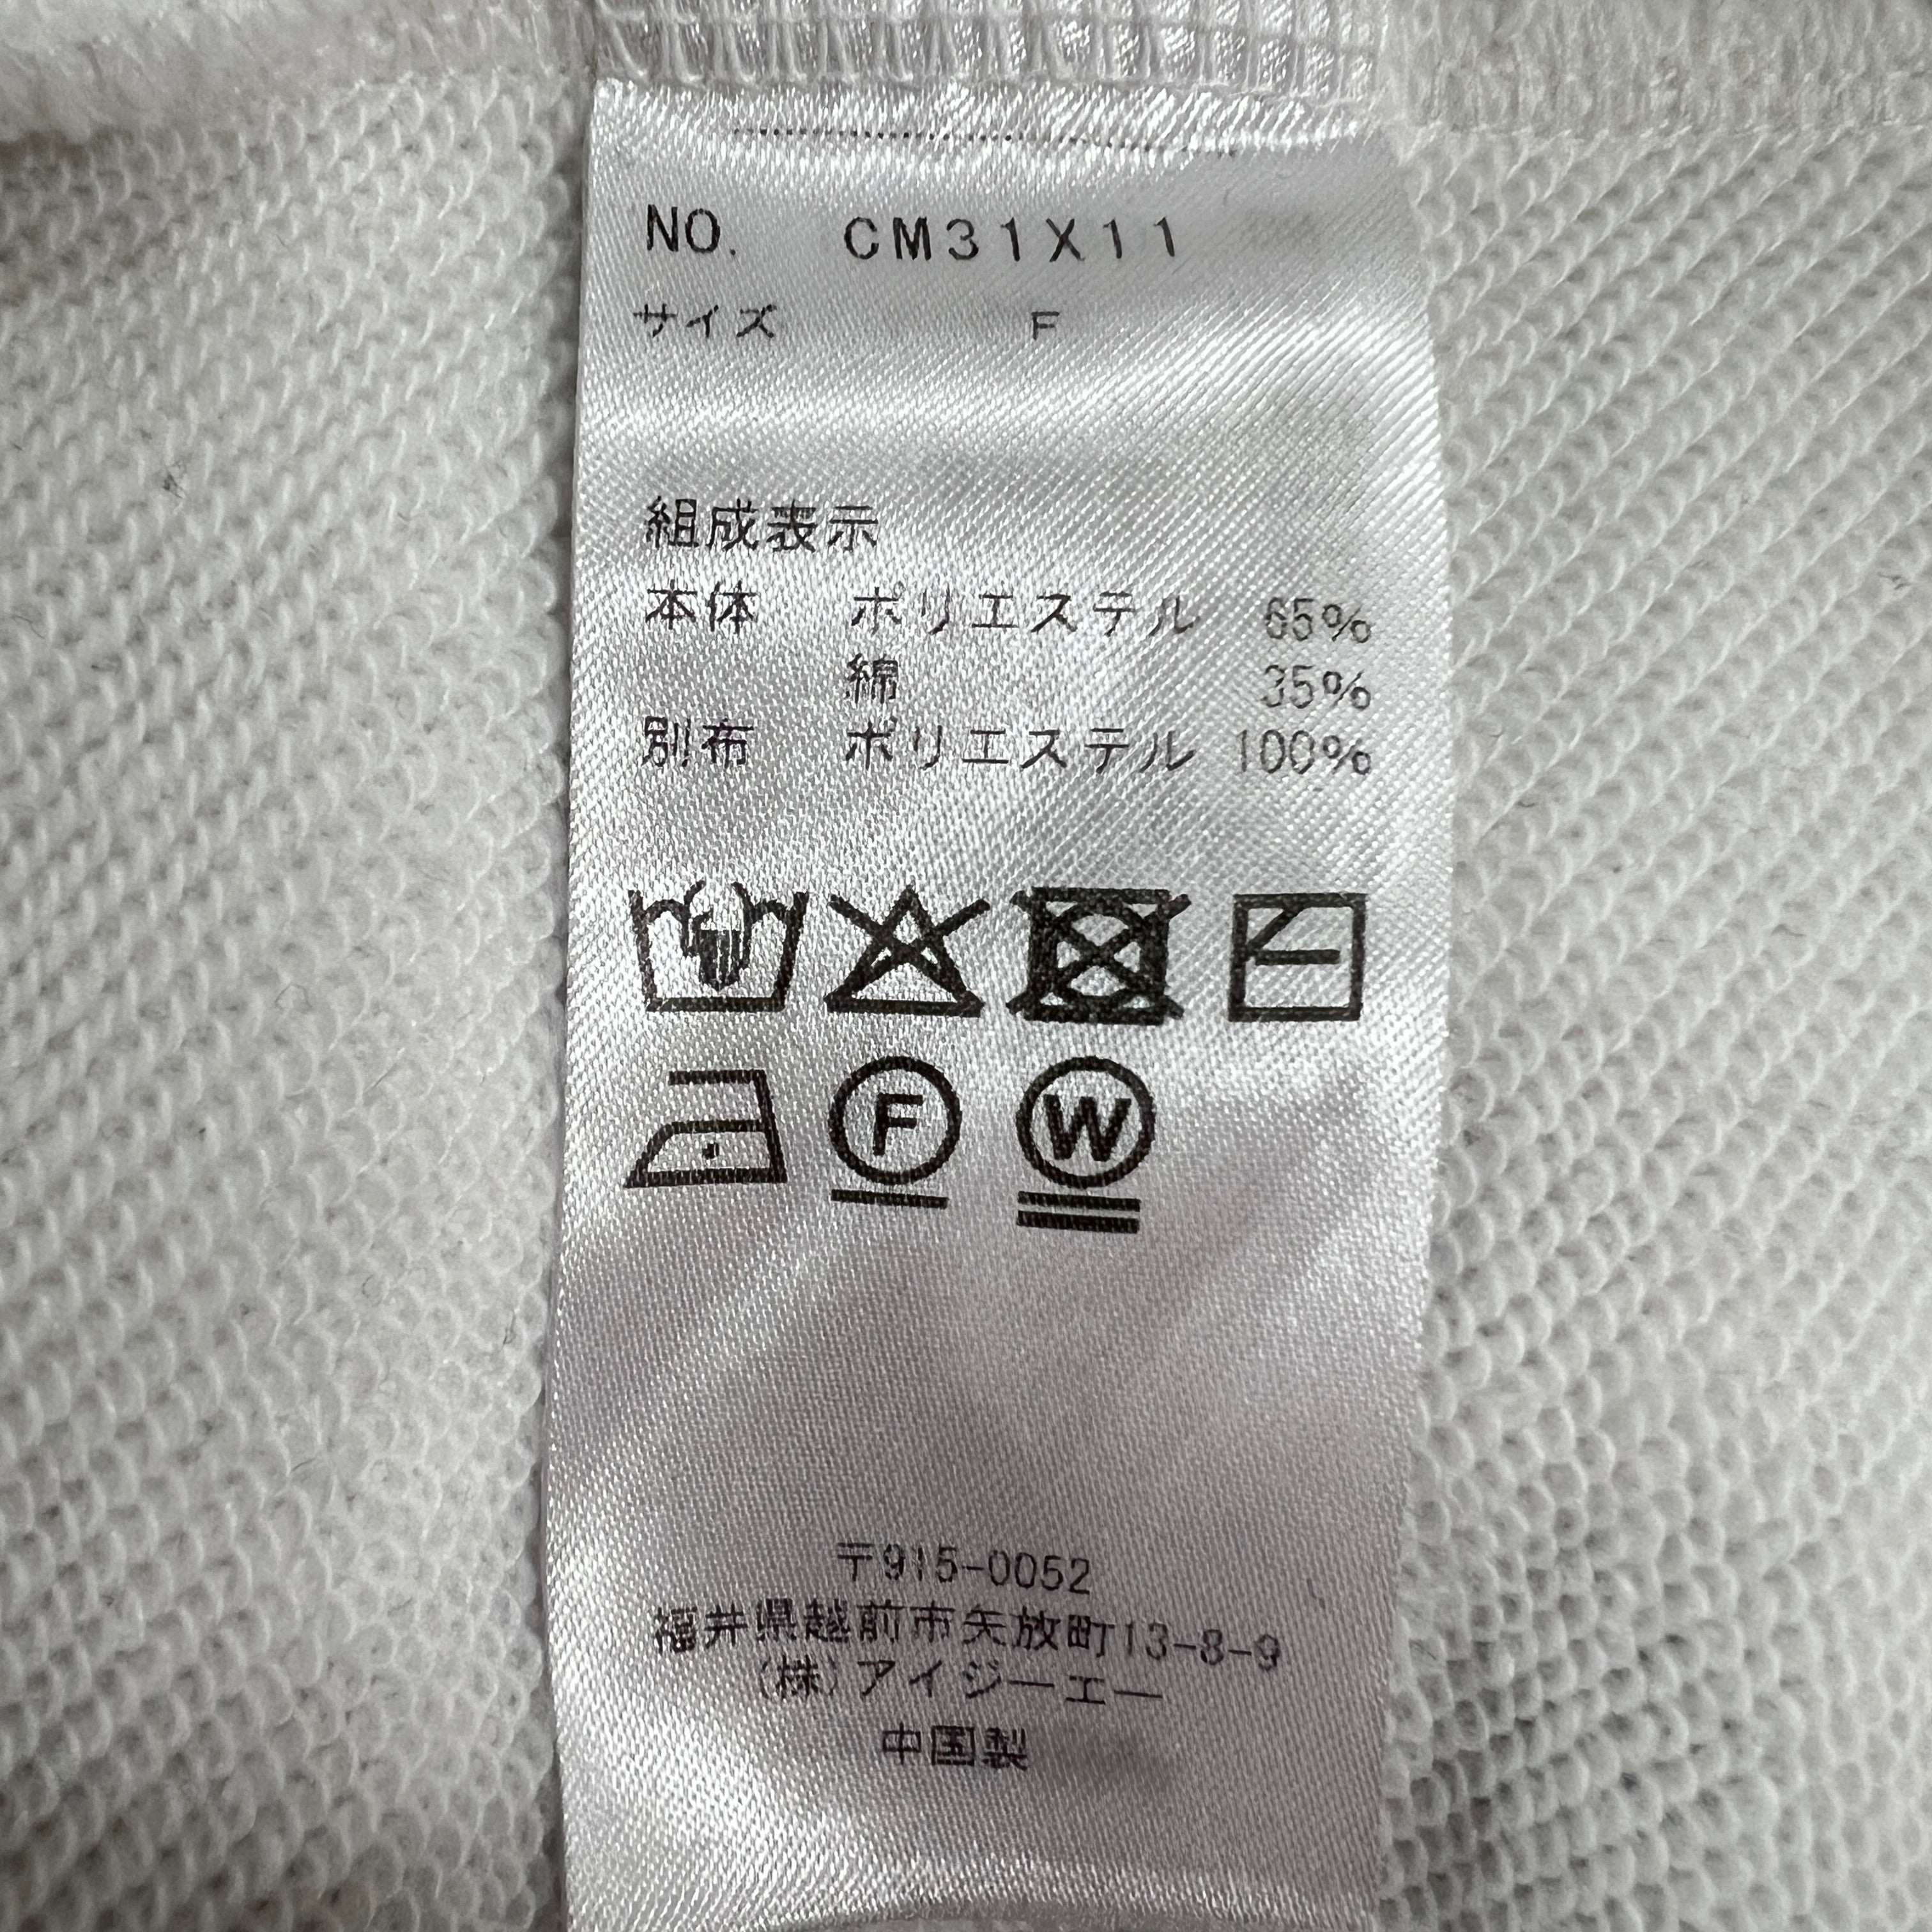 NO. CM31X11
サイズ F
組成表示
本体 ポリエステル 65%
綿 35%
別布 ポリエステル 100%
F W
〒915-0052
福井県越前市矢放町13-8-9
(株)アイジーエー
中国製